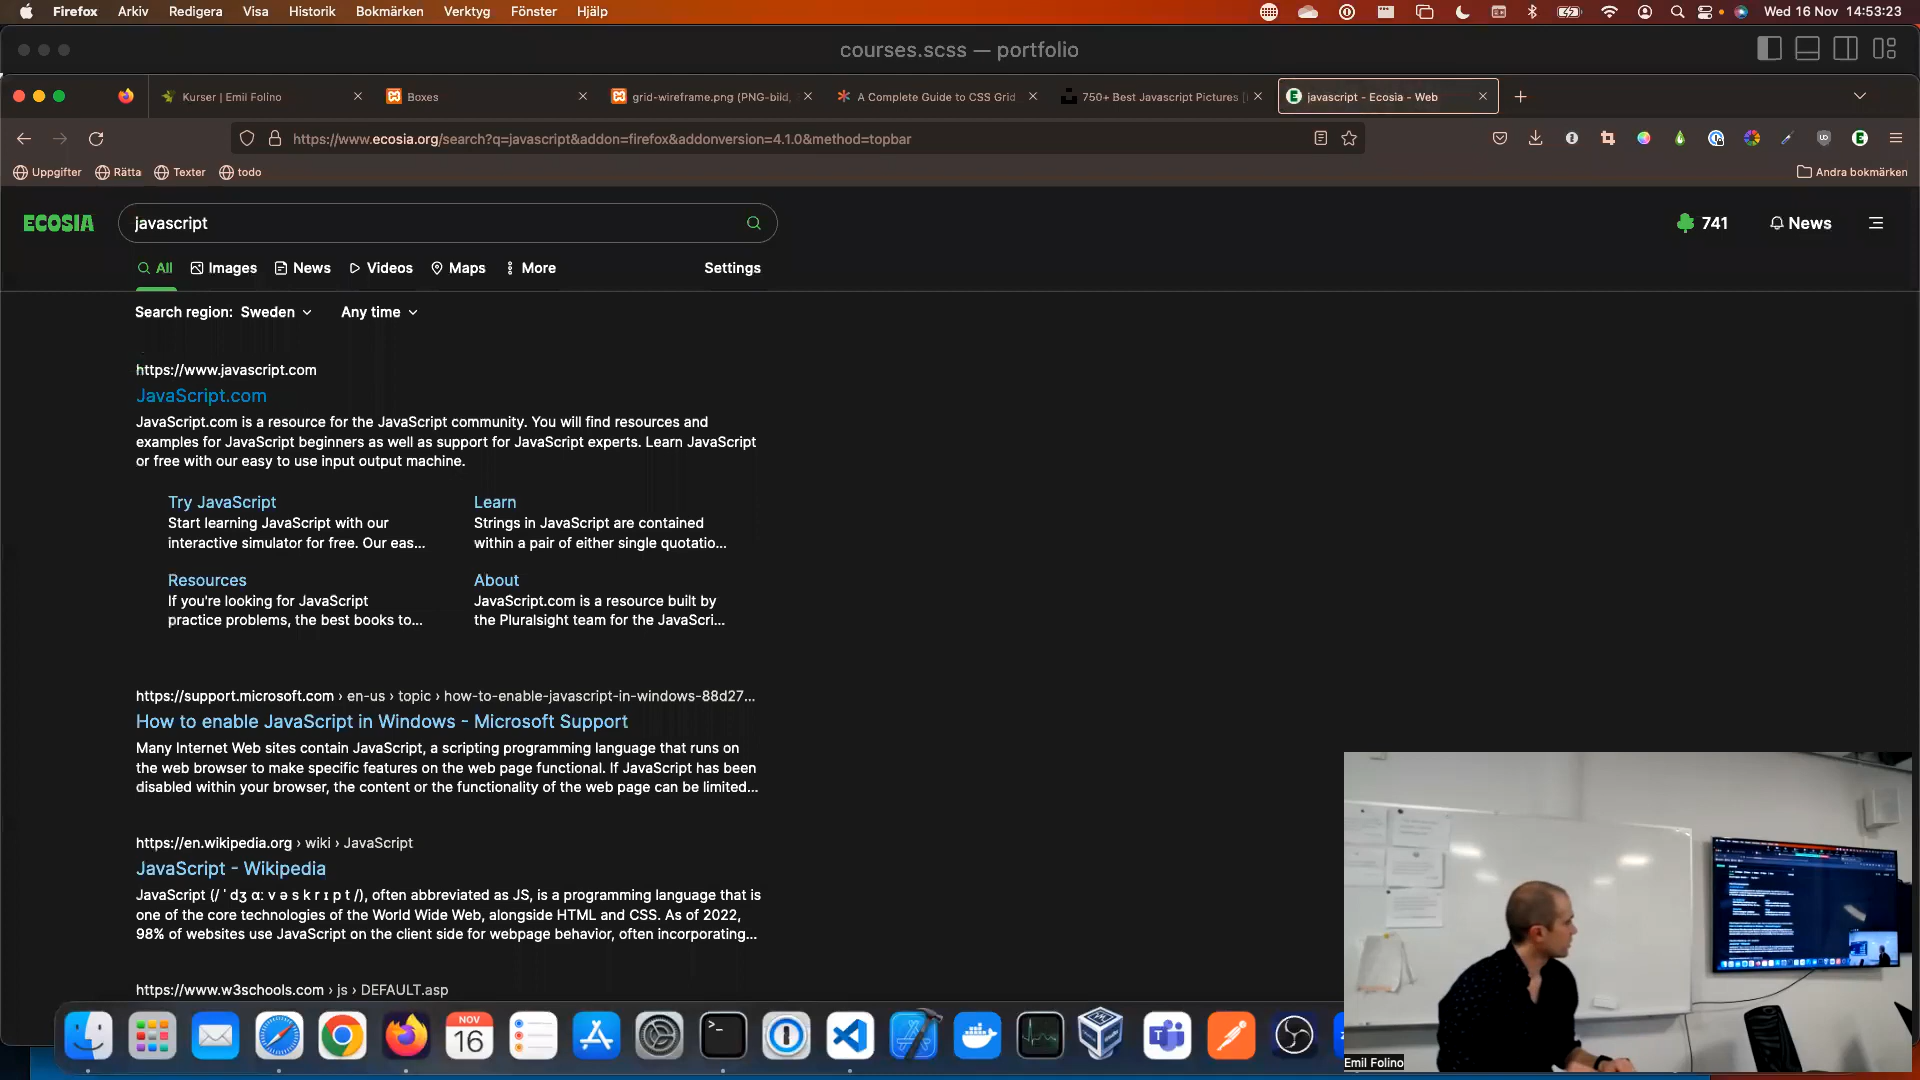 Firefox Arkiv Redigera Visa Historik Bokmärken Verktyg Fönster Hjälp Wed 16 Nov 14:53:23
courses.scss — portfolio
Kurser | Emil Folino
Boxes
grid-wireframe.png (PNG-bild,
A Complete Guide to CSS Grid
750+ Best Javascript Pictures [
javascript - Ecosia - Web
https://www.ecosia.org/search?q=javascript&addon=firefox&addonversion=4.1.0&method=topbar
Uppgifter Rätta Texter todo Andra bokmärken
ECOSIA javascript 741 News
All Images News Videos Maps More Settings
Search region: Sweden Any time
https://www.javascript.com
JavaScript.com
JavaScript.com is a resource for the JavaScript community. You will find resources and
examples for JavaScript beginners as well as support for JavaScript experts. Learn JavaScript
or free with our easy to use input output machine.
Try JavaScript
Start learning JavaScript with our
interactive simulator for free. Our eas...
Learn
Strings in JavaScript are contained
within a pair of either single quotatio...
Resources
If you're looking for JavaScript
practice problems, the best books to...
About
JavaScript.com is a resource built by
the Pluralsight team for the JavaScri...
https://support.microsoft.com › en-us › topic › how-to-enable-javascript-in-windows-88d27...
How to enable JavaScript in Windows - Microsoft Support
Many Internet Web sites contain JavaScript, a scripting programming language that runs on
the web browser to make specific features on the web page functional. If JavaScript has been
disabled within your browser, the content or the functionality of the web page can be limited...
https://en.wikipedia.org › wiki › JavaScript
JavaScript - Wikipedia
JavaScript (/ ˈ dʒ ɑː v ə s k r ɪ p t /), often abbreviated as JS, is a programming language that is
one of the core technologies of the World Wide Web, alongside HTML and CSS. As of 2022,
98% of websites use JavaScript on the client side for webpage behavior, often incorporating...
https://www.w3schools.com › js › DEFAULT.asp
NOV
16
Emil Folino